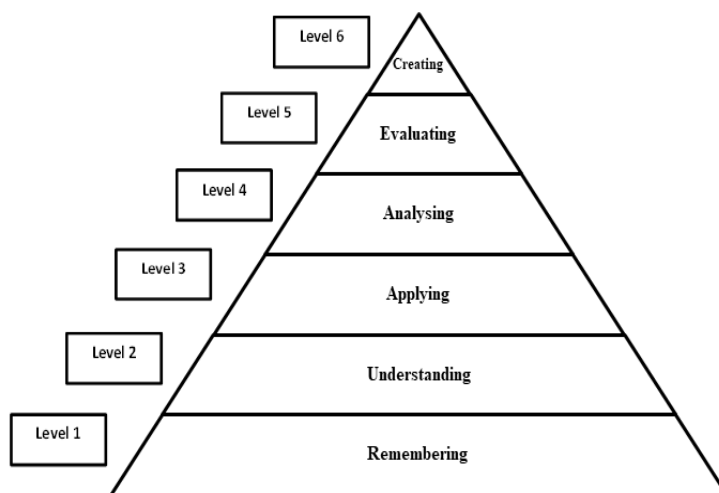 Level 6
Creating
Level 5
Evaluating
Level 4
Analysing
Level 3
Applying
Level 2
Understanding
Level 1
Remembering